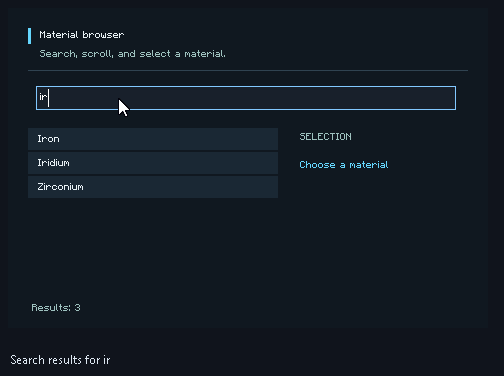 Material browser
Search, scroll, and select a material.
ir
Iron
Iridium
Zirconium
SELECTION
Choose a material
Results: 3
Search results for ir